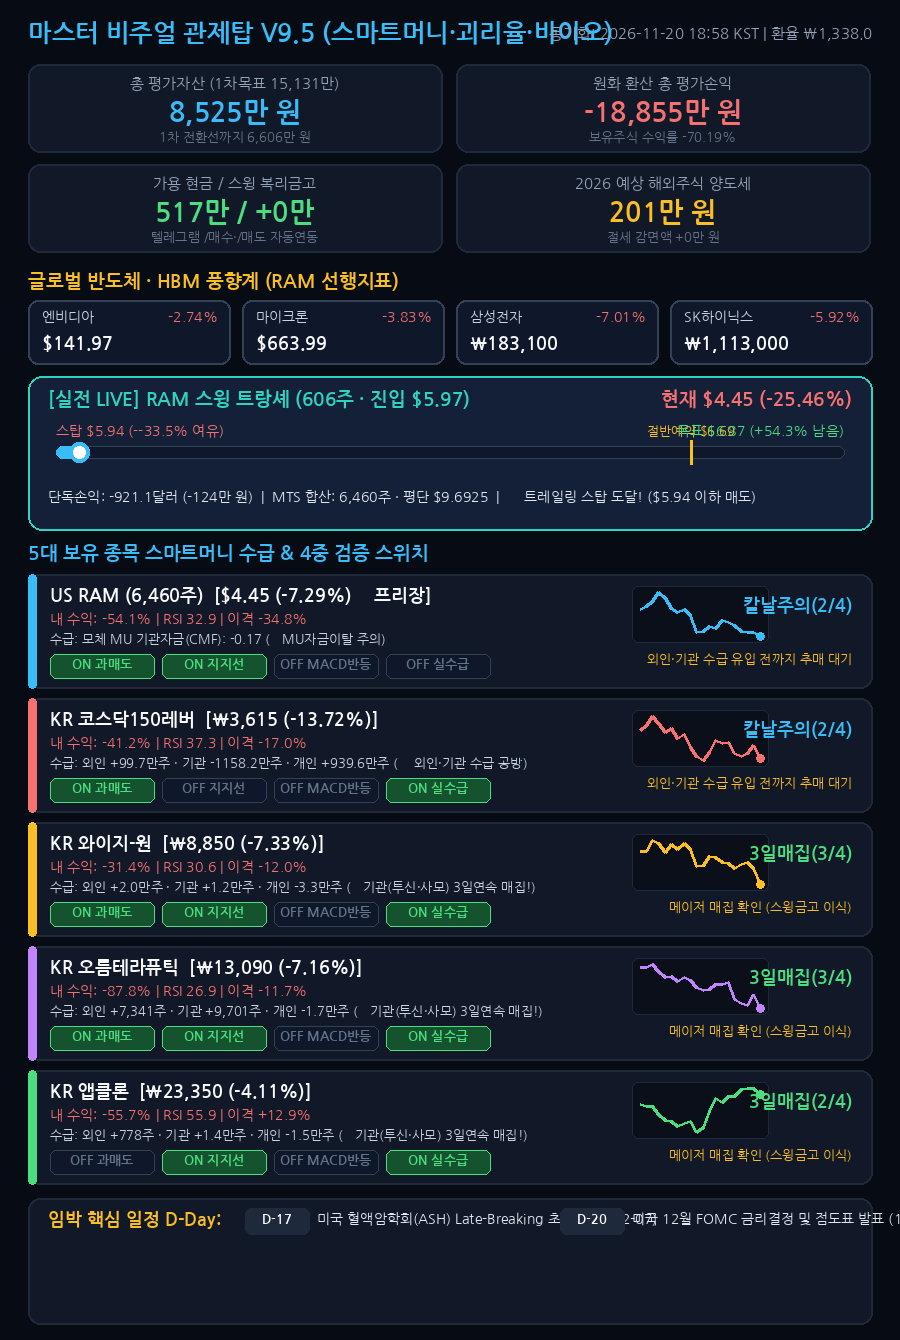 마스터 비주얼 관제탑 V9.5 (스마트머니·괴리율·바이오)
2026-11-20 18:58 KST | 환율 ₩1,338.0
총 평가자산 (1차목표 15,131만)
8,525만 원
1차 전환선까지 6,606만 원
원화 환산 총 평가손익
-18,855만 원
보유주식 수익률 -70.19%
가용 현금 / 스윙 복리금고
517만 / +0만
텔레그램 /매수·/매도 자동연동
2026 예상 해외주식 양도세
201만 원
절세 감면액 +0만 원
글로벌 반도체 · HBM 풍향계 (RAM 선행지표)
엔비디아 -2.74%
$141.97
마이크론 -3.83%
$663.99
삼성전자 -7.01%
₩183,100
SK하이닉스 -5.92%
₩1,113,000
[실전 LIVE] RAM 스윙 트랑셰 (606주 · 진입 $5.97) 현재 $4.45 (-25.46%)
스탑 $5.94 (--33.5% 여유) (+54.3% 남음)
단독손익: -921.1달러 (-124만 원) | MTS 합산: 6,460주 · 평단 $9.6925 | 트레일링 스탑 도달! ($5.94 이하 매도)
5대 보유 종목 스마트머니 수급 & 4중 검증 스위치
US RAM (6,460주) [$4.45 (-7.29%) 프리장]
칼날주의(2/4)
내 수익: -54.1% | RSI 32.9 | 이격 -34.8%
수급: 모체 MU 기관자금(CMF): -0.17 ( MU자금이탈 주의)
외인·기관 수급 유입 전까지 추매 대기
ON 과매도 ON 지지선 OFF MACD반등 OFF 실수급
KR 코스닥150레버 [₩3,615 (-13.72%)]
칼날주의(2/4)
내 수익: -41.2% | RSI 37.3 | 이격 -17.0%
수급: 외인 +99.7만주 · 기관 -1158.2만주 · 개인 +939.6만주 ( 외인·기관 수급 공방)
외인·기관 수급 유입 전까지 추매 대기
ON 과매도 OFF 지지선 OFF MACD반등 ON 실수급
KR 와이지-원 [₩8,850 (-7.33%)]
3일매집(3/4)
내 수익: -31.4% | RSI 30.6 | 이격 -12.0%
수급: 외인 +2.0만주 · 기관 +1.2만주 · 개인 -3.3만주 ( 기관(투신·사모) 3일연속 매집!)
메이저 매집 확인 (스윙금고 이식)
ON 과매도 ON 지지선 OFF MACD반등 ON 실수급
KR 오름테라퓨틱 [₩13,090 (-7.16%)]
3일매집(3/4)
내 수익: -87.8% | RSI 26.9 | 이격 -11.7%
수급: 외인 +7,341주 · 기관 +9,701주 · 개인 -1.7만주 ( 기관(투신·사모) 3일연속 매집!)
메이저 매집 확인 (스윙금고 이식)
ON 과매도 ON 지지선 OFF MACD반등 ON 실수급
KR 앱클론 [₩23,350 (-4.11%)]
3일매집(2/4)
내 수익: -55.7% | RSI 55.9 | 이격 +12.9%
수급: 외인 +778주 · 기관 +1.4만주 · 개인 -1.5만주 ( 기관(투신·사모) 3일연속 매집!)
메이저 매집 확인 (스윙금고 이식)
OFF 과매도 ON 지지선 OFF MACD반등 ON 실수급
임박 핵심 일정 D-Day: D-17 미국 혈액암학회(ASH) Late-Breaking 초 D-20 12월 FOMC 금리결정 및 점도표 발표 (1